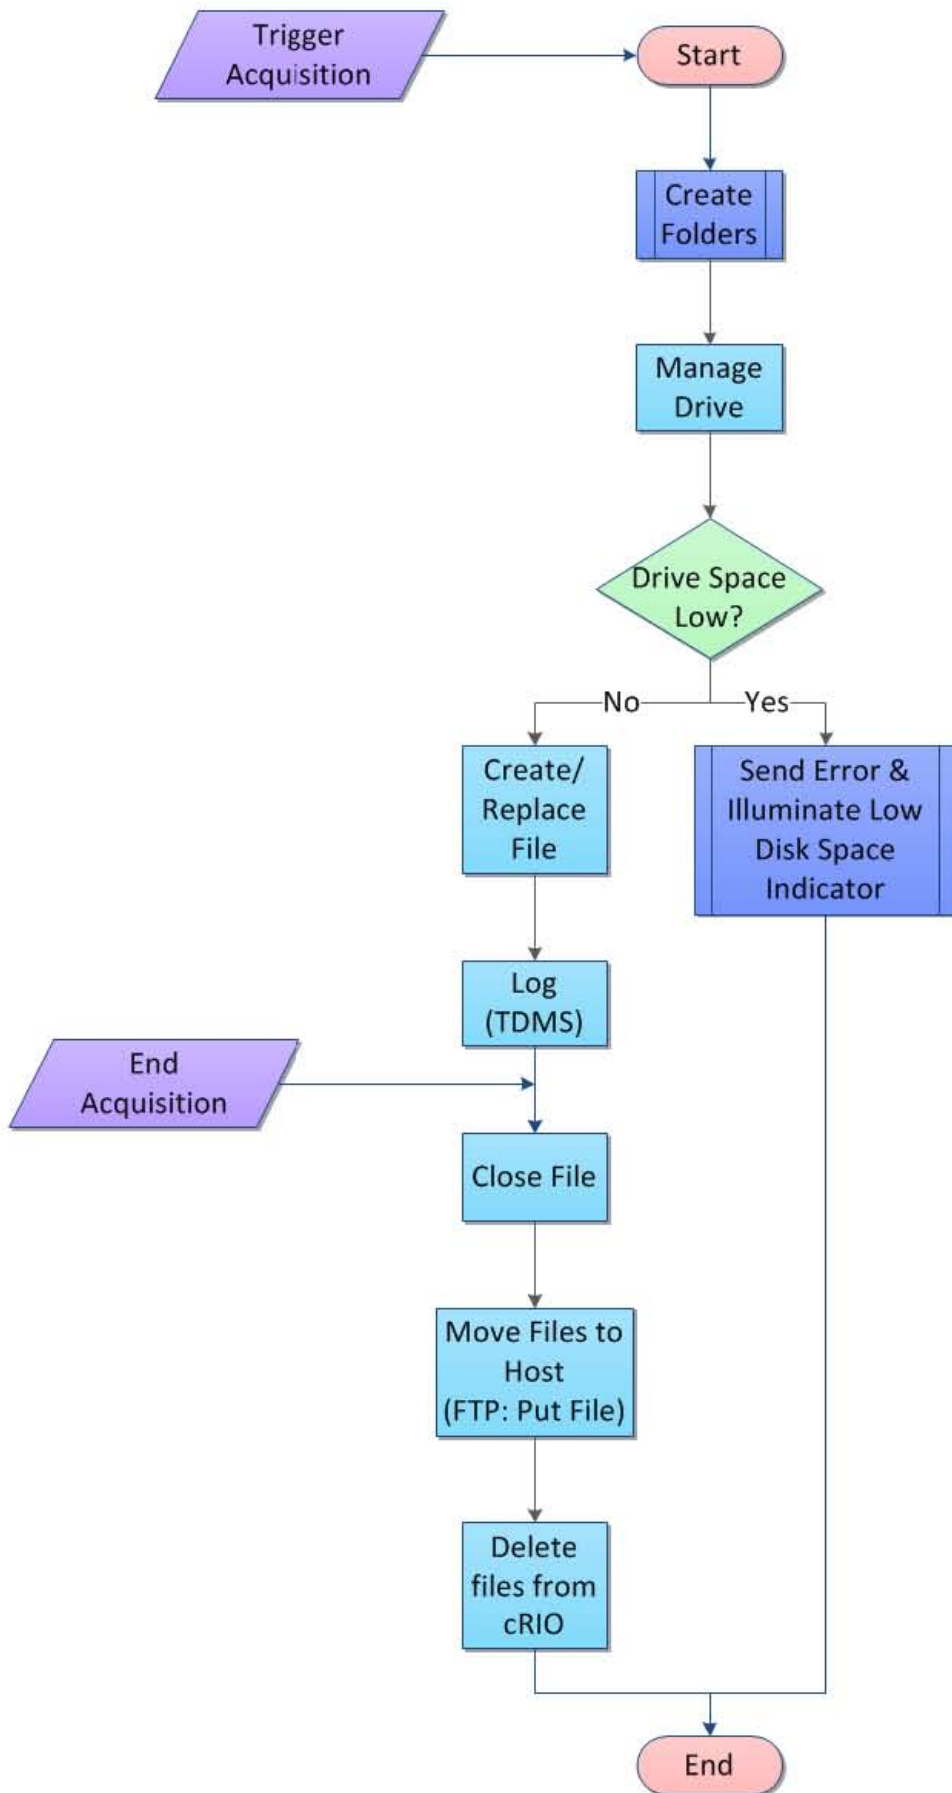 Trigger
Acquisition
Start
Create
Folders
Manage
Drive
Drive Space
Low?
No
Yes
Create/
Replace
File
Send Error &
Illuminate Low
Disk Space
Indicator
Log
(TDMS)
End
Acquisition
Close File
Move Files to
Host
(FTP: Put File)
Delete
files from
cRIO
End